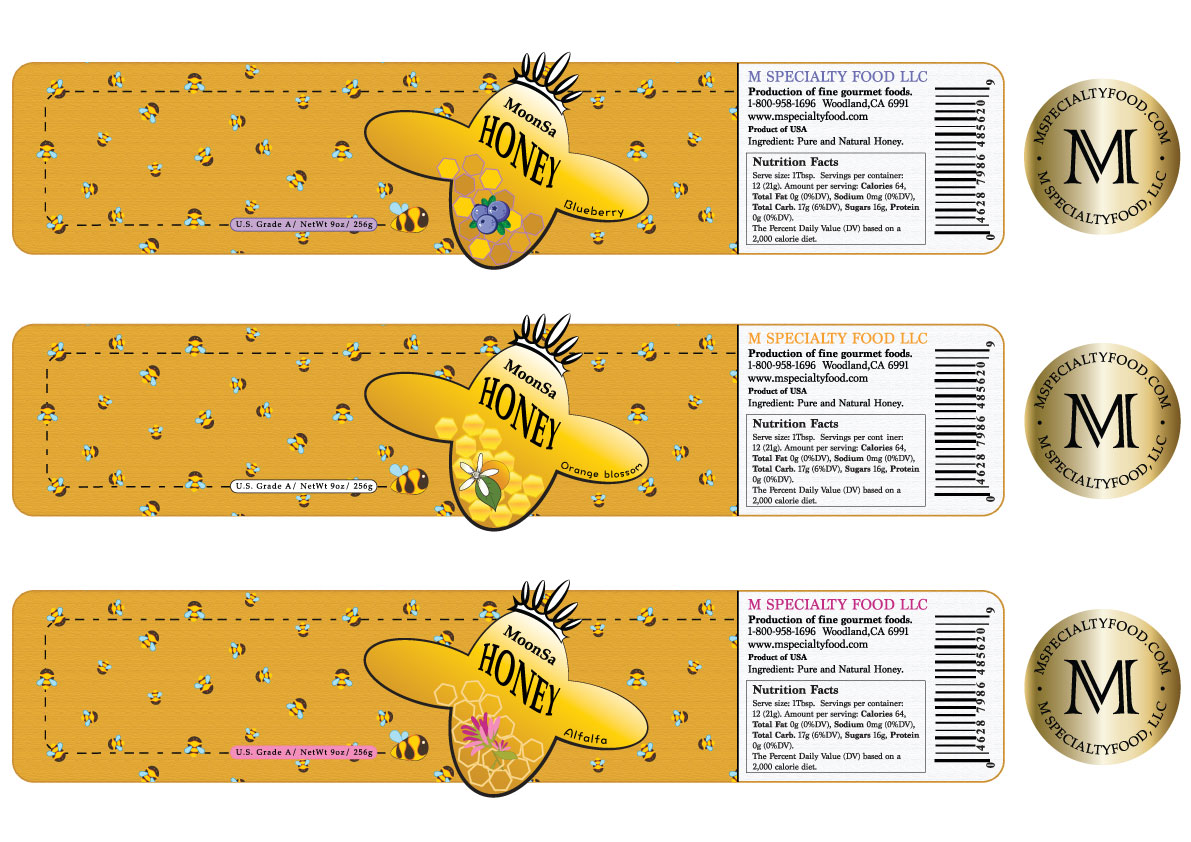 MoonSa
HONEY
Blueberry
U.S. Grade A / NetWt 9oz / 256g
M SPECIALTY FOOD LLC
Production of fine gourmet foods.
1-800-958-1696 Woodland,CA 6991
www.mspecialtyfood.com
Product of USA
Ingredient: Pure and Natural Honey.
Nutrition Facts
Serve size: 1Tbsp. Servings per container:
12 (21g). Amount per serving: Calories 64,
Total Fat 0g (0%DV), Sodium 0mg (0%DV),
Total Carb. 17g (6%DV), Sugars 16g, Protein
0g (0%DV).
The Percent Daily Value (DV) based on a
2,000 calorie diet.
0 4628 7986 485620 9
MSPECIALTYFOOD.COM
M
M SPECIALTYFOOD, LLC
MoonSa
HONEY
Orange blossom
U.S. Grade A / NetWt 9oz / 256g
M SPECIALTY FOOD LLC
Production of fine gourmet foods.
1-800-958-1696 Woodland,CA 6991
www.mspecialtyfood.com
Product of USA
Ingredient: Pure and Natural Honey.
Nutrition Facts
Serve size: 1Tbsp. Servings per cont iner:
12 (21g). Amount per serving: Calories 64,
Total Fat 0g (0%DV), Sodium 0mg (0%DV),
Total Carb. 17g (6%DV), Sugars 16g, Protein
0g (0%DV).
The Percent Daily Value (DV) based on a
2,000 calorie diet.
0 4628 7986 485620 9
MSPECIALTYFOOD.COM
M
M SPECIALTYFOOD, LLC
MoonSa
HONEY
Alfalfa
U.S. Grade A / NetWt 9oz / 256g
M SPECIALTY FOOD LLC
Production of fine gourmet foods.
1-800-958-1696 Woodland,CA 6991
www.mspecialtyfood.com
Product of USA
Ingredient: Pure and Natural Honey.
Nutrition Facts
Serve size: 1Tbsp. Servings per container:
12 (21g). Amount per serving: Calories 64,
Total Fat 0g (0%DV), Sodium 0mg (0%DV),
Total Carb. 17g (6%DV), Sugars 16g, Protein
0g (0%DV).
The Percent Daily Value (DV) based on a
2,000 calorie diet.
0 4628 7986 485620 9
MSPECIALTYFOOD.COM
M
M SPECIALTYFOOD, LLC